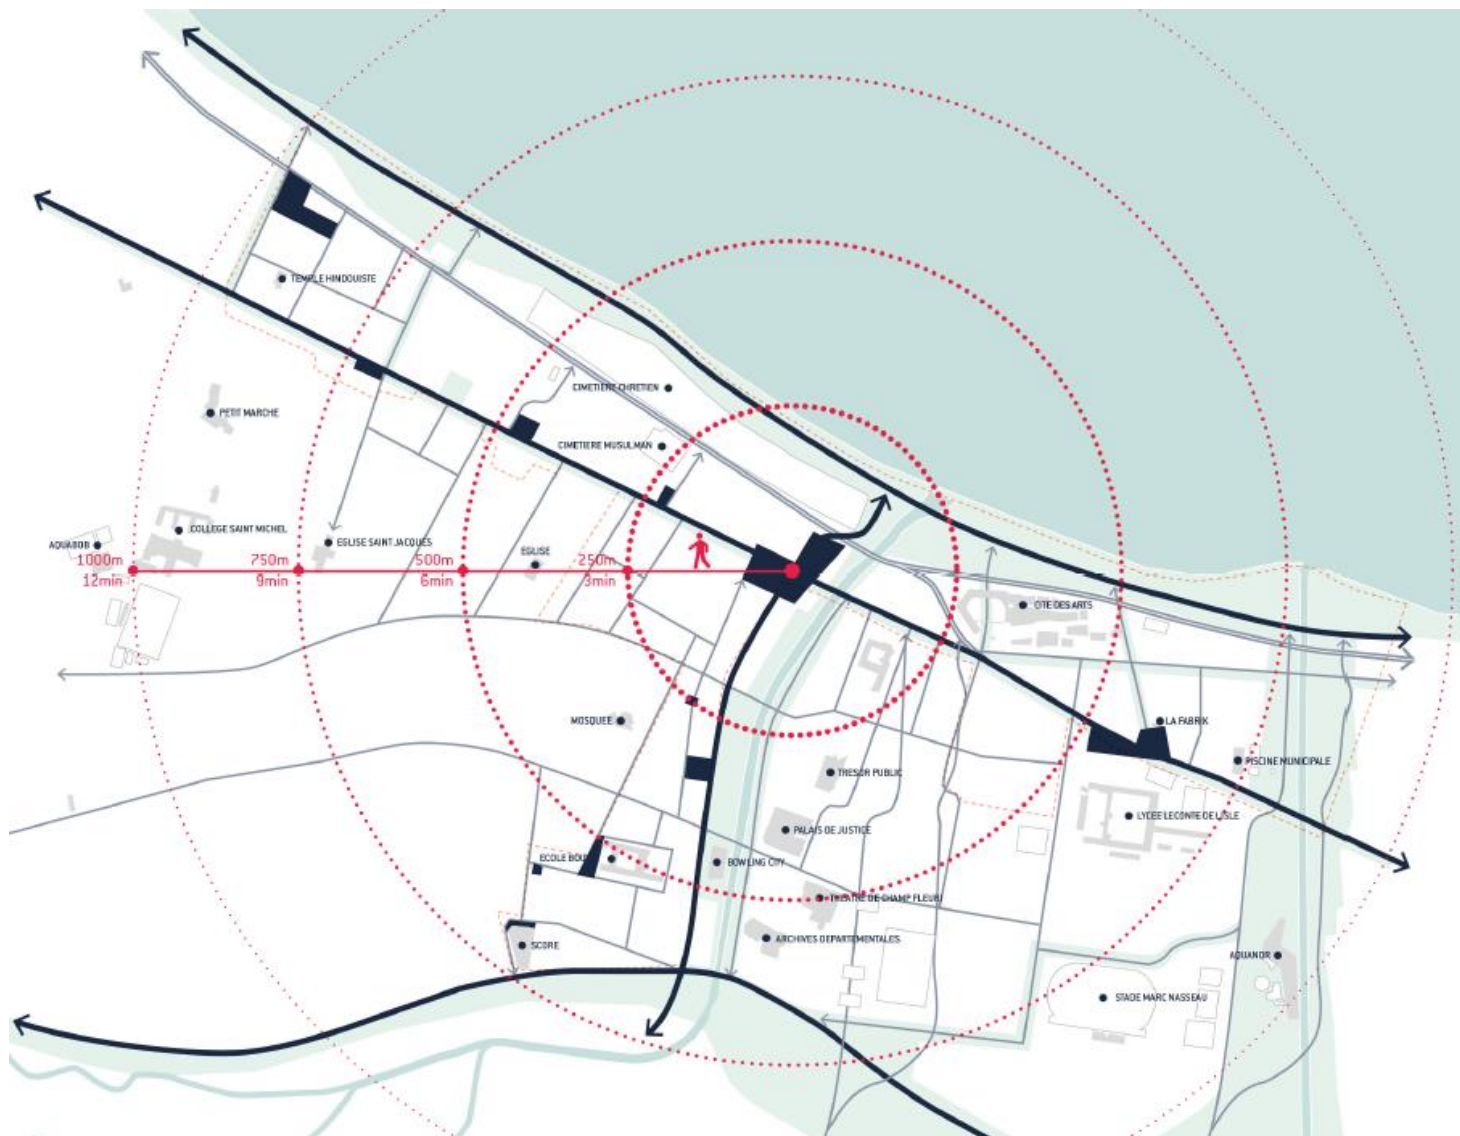 TEMPLE HINDOUISTE
CIMETIERE CHRETIEN
PETIT MARCHE
CIMETIERE MUSULMAN
COLLEGE SAINT MICHEL
EGLISE SAINT JACQUES
AQUABOB
EGLISE
1000m
750m
500m
250m
12min
9min
6min
3min
CITE DES ARTS
MOSQUEE
LA FABRIK
PISCINE MUNICIPALE
TRESOR PUBLIC
LYCEE LECONTE DE LISLE
PALAIS DE JUSTICE
ECOLE BOU
BOWLING CITY
THEATRE DE CHAMP FLEURI
ARCHIVES DEPARTEMENTALES
SCORE
AQUANOR
STADE MARC NASSEAU